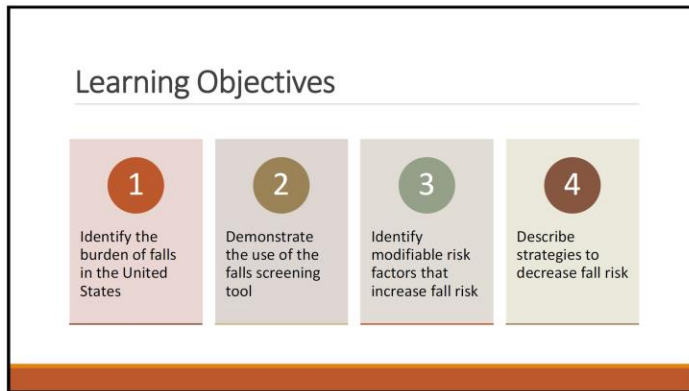 Learning Objectives
1
Identify the
burden of falls
in the United
States
2
Demonstrate
the use of the
falls screening
tool
3
Identify
modifiable risk
factors that
increase fall risk
4
Describe
strategies to
decrease fall risk